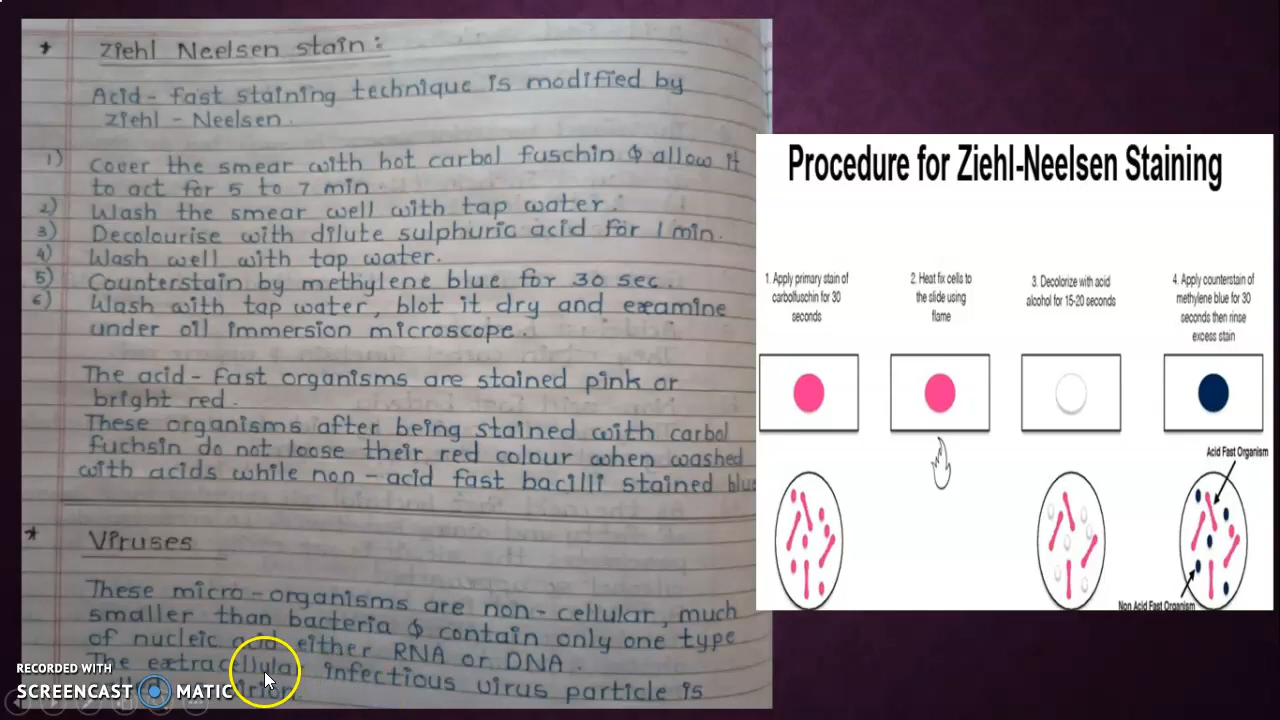 * Ziehl Neelsen stain:
Acid-fast staining technique is modified by
Ziehl-Neelsen.
1) Cover the smear with hot carbol fuschin & allow it
to act for 5 to 7 min.
2) Wash the smear well with tap water.
3) Decolourise with dilute sulphuric acid for 1 min.
4) Wash well with tap water.
5) Counterstain by methylene blue for 30 sec.
6) Wash with tap water, blot it dry and examine
under oil immersion microscope.
The acid-fast organisms are stained pink or
bright red.
These organisms after being stained with carbol
fuchsin do not loose their red colour when washed
with acids while non-acid fast bacilli stained blue
* Viruses
These micro-organisms are non-cellular, much
smaller than bacteria & contain only one type
of nucleic acid either RNA or DNA.
The extracellular infectious virus particle is
Procedure for Ziehl-Neelsen Staining
1. Apply primary stain of
carbolfuschin for 30
seconds
2. Heat fix cells to
the slide using
flame
3. Decolorize with acid
alcohol for 15-20 seconds
4. Apply counterstain of
methylene blue for 30
seconds then rinse
excess stain
Acid Fast Organism
Non Acid Fast Organism
RECORDED WITH
SCREENCAST MATIC